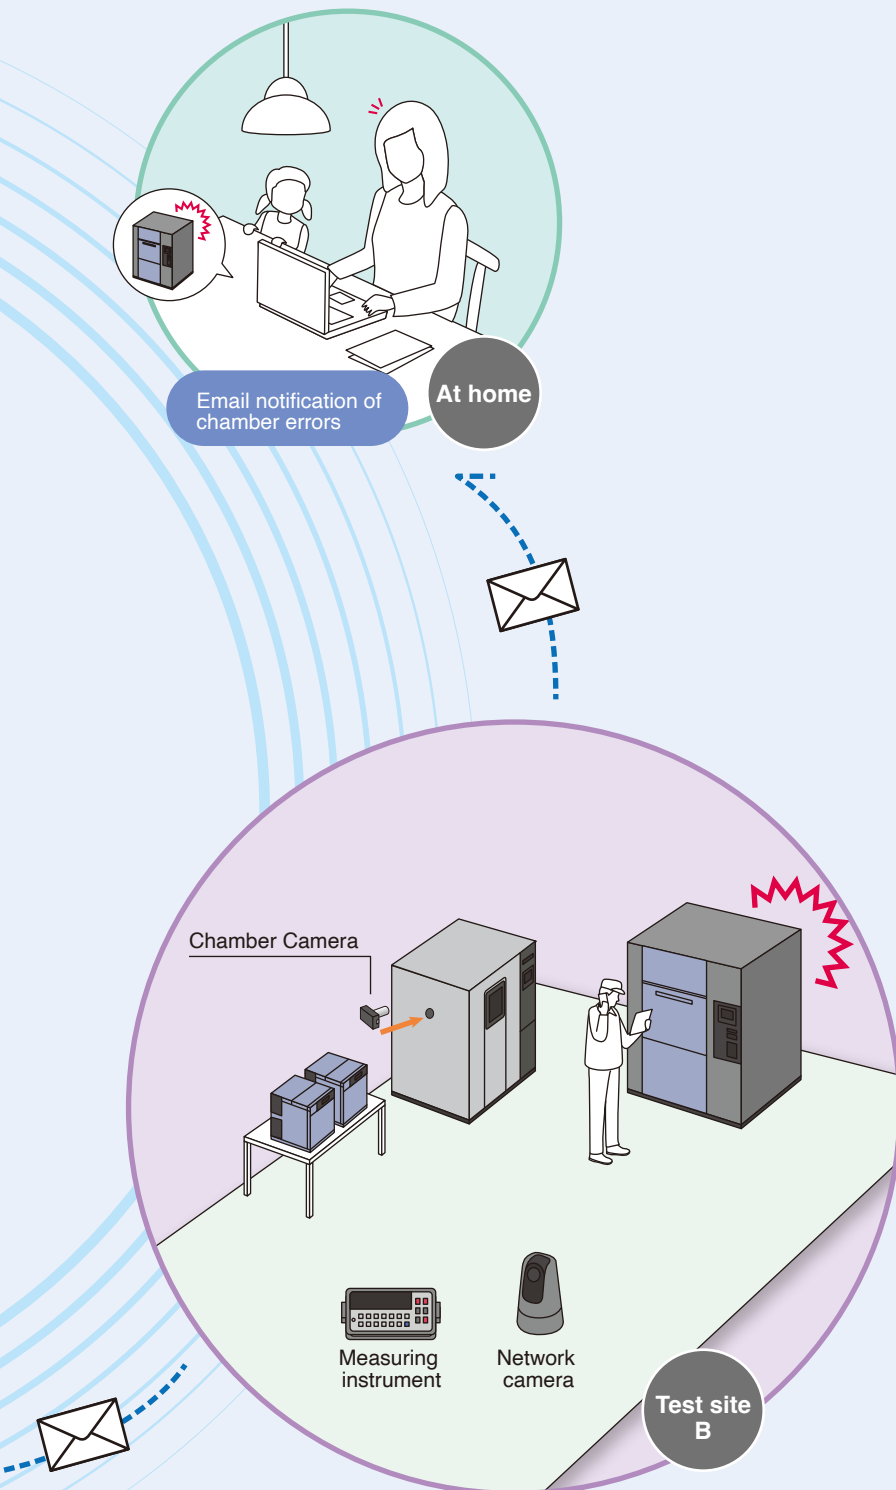 Email notification of
chamber errors
At home
Chamber Camera
Measuring
instrument
Network
camera
Test site
B